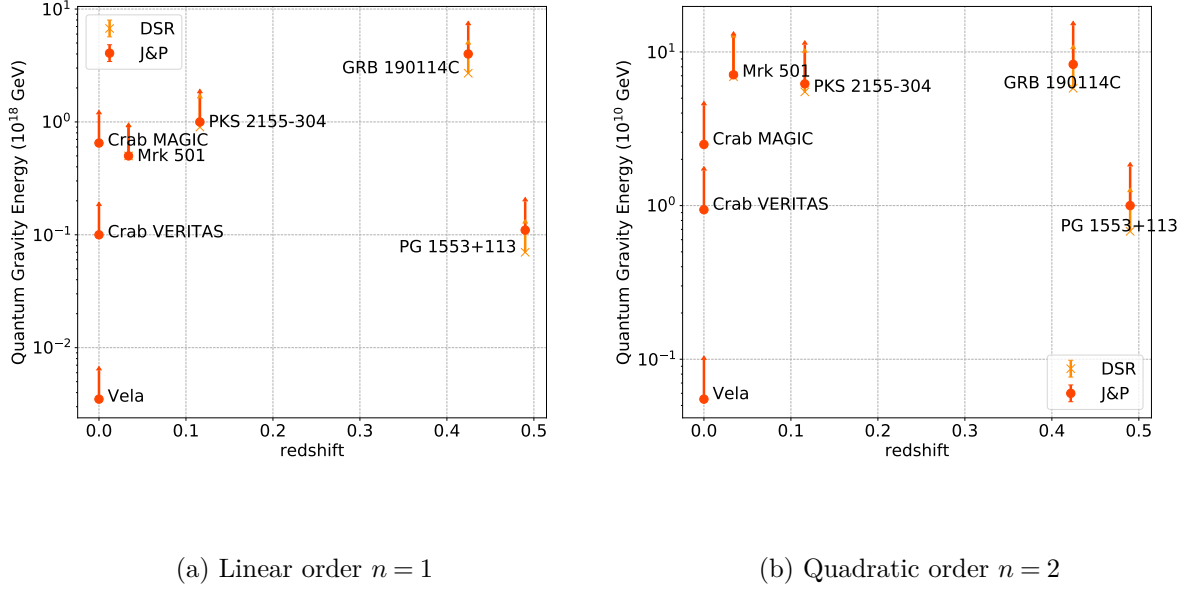 10^1
10^0
10^−1
10^−2
Quantum Gravity Energy (10^18 GeV)
DSR
J&P
GRB 190114C
PKS 2155-304
Crab MAGIC
Mrk 501
Crab VERITAS
PG 1553+113
Vela
0.0 0.1 0.2 0.3 0.4 0.5
redshift
(a) Linear order n = 1
10^1
10^0
10^−1
Quantum Gravity Energy (10^10 GeV)
Mrk 501
PKS 2155-304
GRB 190114C
Crab MAGIC
Crab VERITAS
PG 1553+113
Vela
DSR
J&P
0.0 0.1 0.2 0.3 0.4 0.5
redshift
(b) Quadratic order n = 2